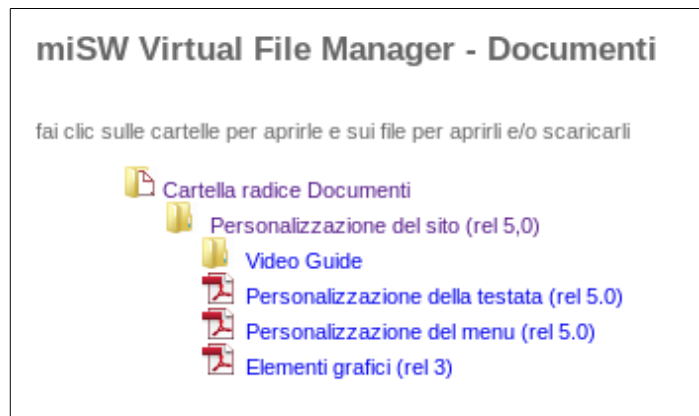 miSW Virtual File Manager - Documenti
fai clic sulle cartelle per aprirle e sui file per aprirli e/o scaricarli
Cartella radice Documenti
Personalizzazione del sito (rel 5,0)
Video Guide
Personalizzazione della testata (rel 5.0)
Personalizzazione del menu (rel 5.0)
Elementi grafici (rel 3)